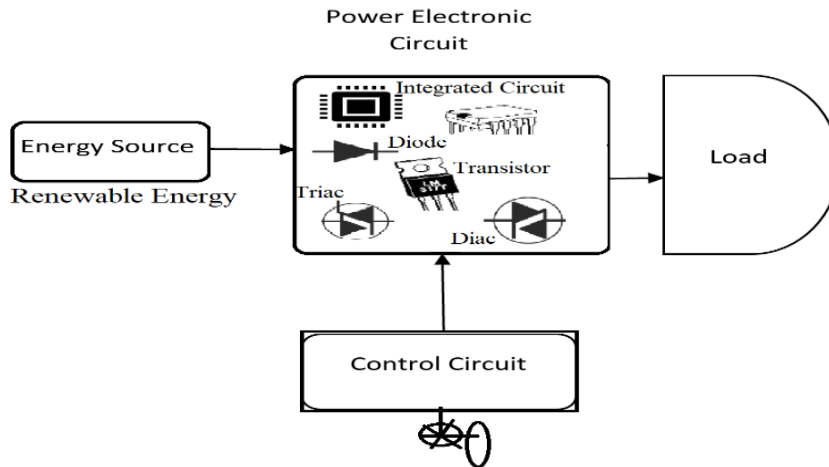 Power Electronic
Circuit
Integrated Circuit
Energy Source
Diode
Transistor
Load
Renewable Energy
Triac
Diac
Control Circuit